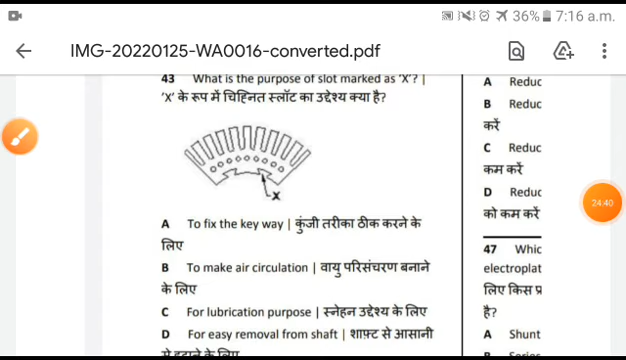 36% 7:16 a.m.
IMG-20220125-WA0016-converted.pdf
43 What is the purpose of slot marked as 'X'? |
'X' के रूप में चिह्नित स्लॉट का उद्देश्य क्या है?
X
A To fix the key way | कुंजी तरीका ठीक करने के
लिए
B To make air circulation | वायु परिसंचरण बनाने
के लिए
C For lubrication purpose | स्नेहन उद्देश्य के लिए
D For easy removal from shaft | शाफ़्ट से आसानी
से हटाने के लिए
A Reduc
B Reduc
करें
C Reduc
कम करें
D Reduc
को कम करें
24:40
47 Whic
electroplat
लिए किस प्र
है?
A Shunt
B Series